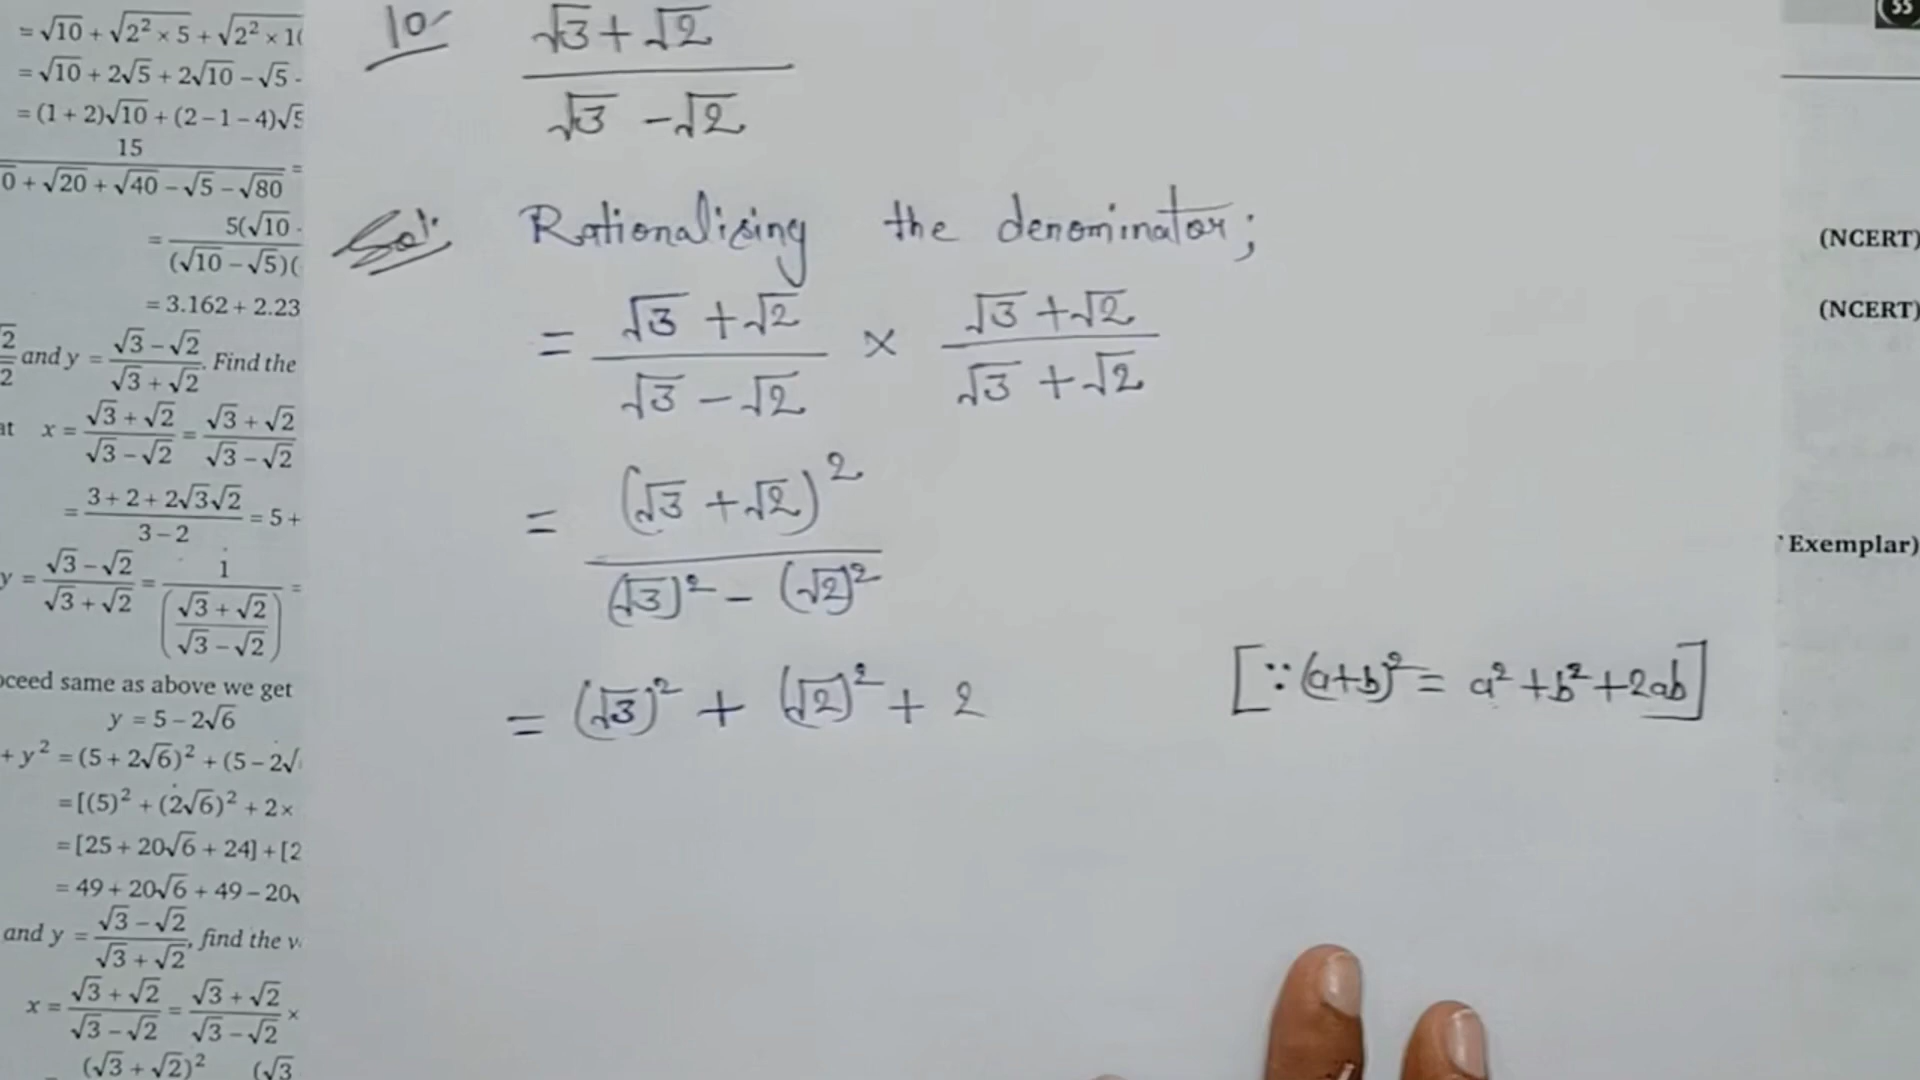 = √10 + √2² × 5 + √2² × 1(
= √10 + 2√5 + 2√10 − √5 -
= (1 + 2)√10 + (2 − 1 − 4)√5
15
0 + √20 + √40 − √5 − √80 =
5(√10 -
= (√10 − √5)(
= 3.162 + 2.23
√2/2 and y = (√3 − √2)/(√3 + √2). Find the
at x = (√3 + √2)/(√3 − √2) = (√3 + √2)/(√3 − √2)
= (3 + 2 + 2√3√2)/(3 − 2) = 5 +
y = (√3 − √2)/(√3 + √2) = 1/((√3 + √2)/(√3 − √2)) =
oceed same as above we get
y = 5 − 2√6
+ y² = (5 + 2√6)² + (5 − 2√
= [(5)² + (2√6)² + 2 ×
= [25 + 20√6 + 24] + [2
= 49 + 20√6 + 49 − 20
and y = (√3 − √2)/(√3 + √2), find the v
x = (√3 + √2)/(√3 − √2) = (√3 + √2)/(√3 − √2) ×
(√3 + √2)² (√3
10
√3 + √2
√3 − √2
Sol: Rationalising the denominator;
= (√3 + √2)/(√3 − √2) × (√3 + √2)/(√3 + √2)
= (√3 + √2)²
(√3)² − (√2)²
= (√3)² + (√2)² + 2 [∵ (a+b)² = a² + b² + 2ab]
55
(NCERT)
(NCERT)
Exemplar)